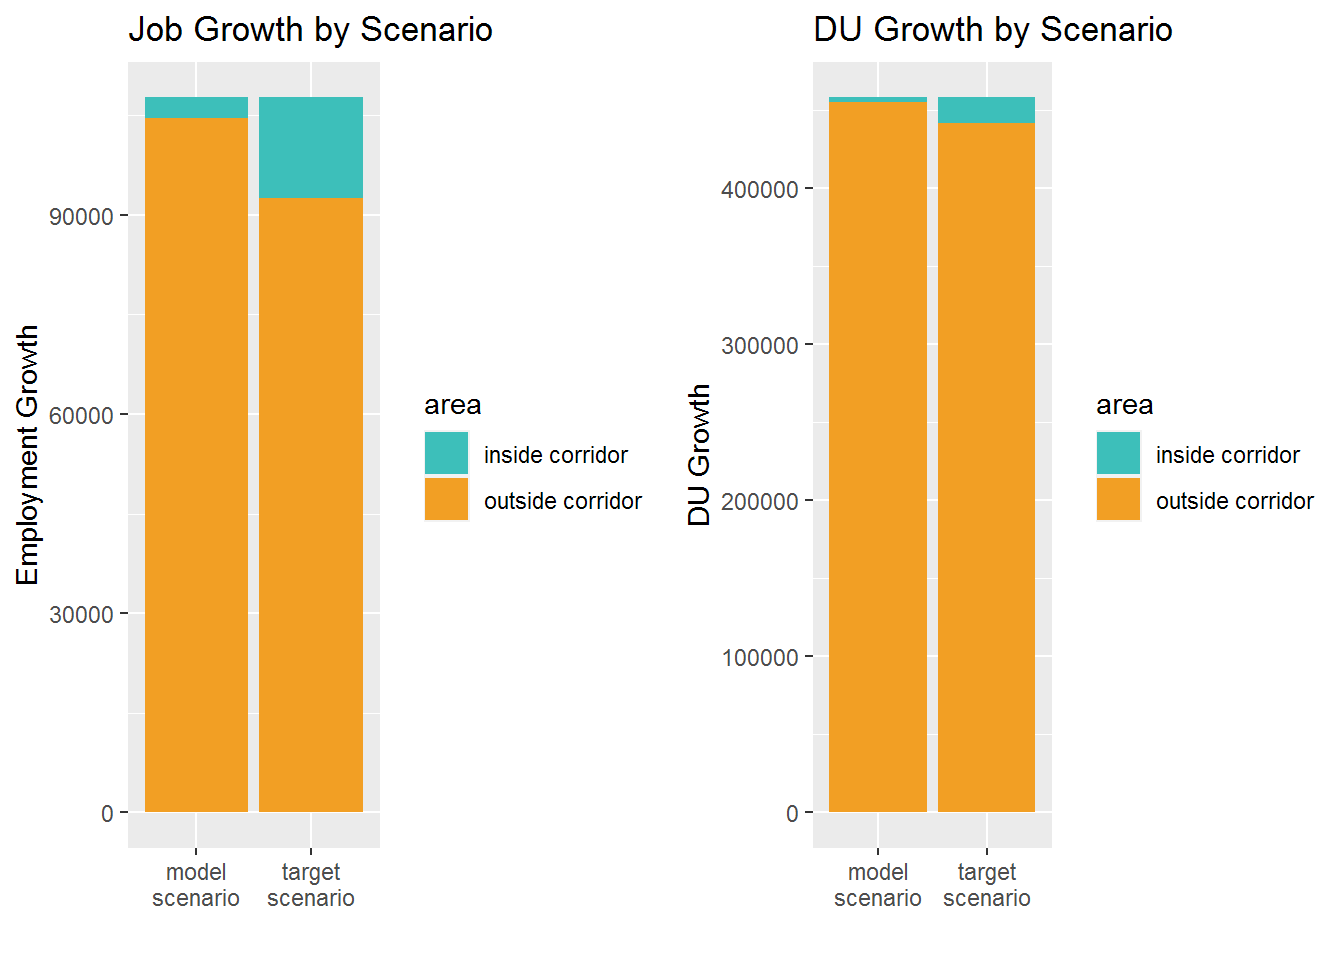 Job Growth by Scenario
Employment Growth
90000
60000
30000
0
model
scenario
target
scenario
area
inside corridor
outside corridor
DU Growth by Scenario
DU Growth
400000
300000
200000
100000
0
model
scenario
target
scenario
area
inside corridor
outside corridor